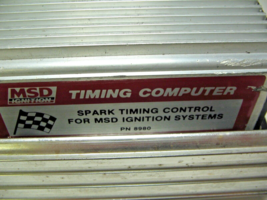 MSD
IGNITION
TIMING COMPUTER
SPARK TIMING CONTROL
FOR MSD IGNITION SYSTEMS
PN 8980